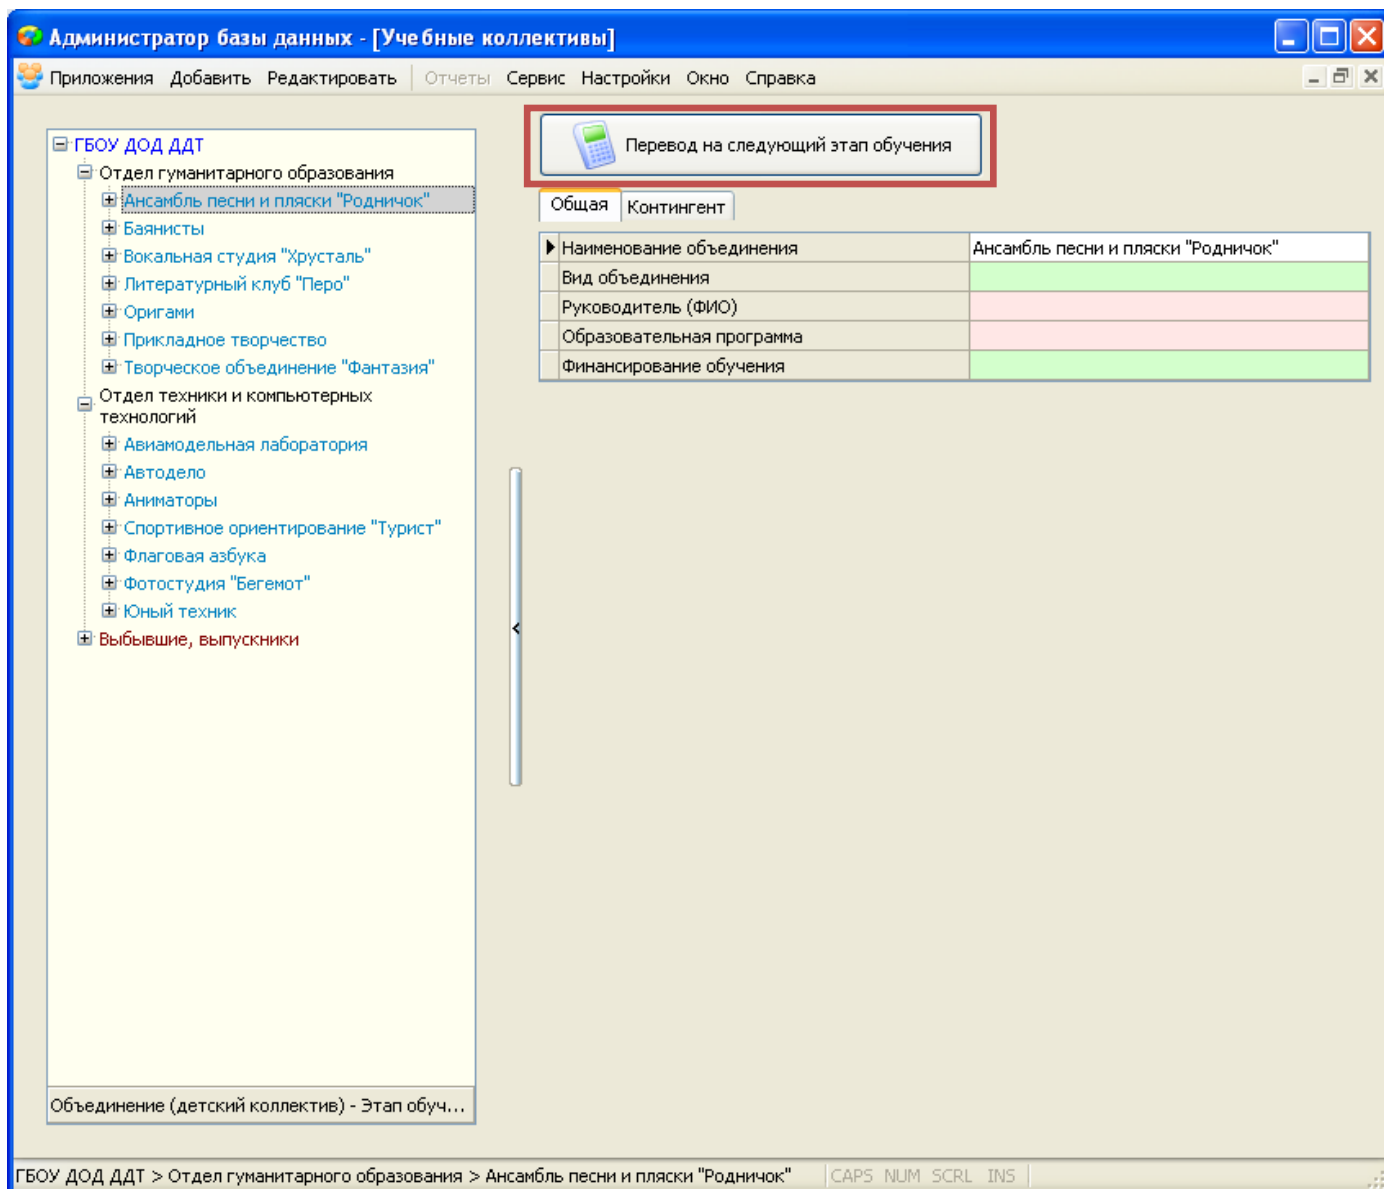 Администратор базы данных - [Учебные коллективы]
Приложения Добавить Редактировать Отчеты Сервис Настройки Окно Справка
ГБОУ ДОД ДДТ
Отдел гуманитарного образования
Ансамбль песни и пляски "Родничок"
Баянисты
Вокальная студия "Хрусталь"
Литературный клуб "Перо"
Оригами
Прикладное творчество
Творческое объединение "Фантазия"
Отдел техники и компьютерных
технологий
Авиамодельная лаборатория
Автодело
Аниматоры
Спортивное ориентирование "Турист"
Флаговая азбука
Фотостудия "Бегемот"
Юный техник
Выбывшие, выпускники
Объединение (детский коллектив) - Этап обуч...
Перевод на следующий этап обучения
Общая Контингент
Наименование объединения Ансамбль песни и пляски "Родничок"
Вид объединения
Руководитель (ФИО)
Образовательная программа
Финансирование обучения
ГБОУ ДОД ДДТ > Отдел гуманитарного образования > Ансамбль песни и пляски "Родничок" CAPS NUM SCRL INS